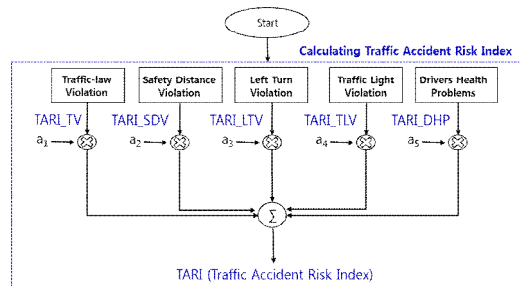 Start
Calculating Traffic Accident Risk Index
Traffic-law
Violation
Safety Distance
Violation
Left Turn
Violation
Traffic Light
Violation
Drivers Health
Problems
TARI_TV
TARI_SDV
TARI_LTV
TARI_TLV
TARI_DHP
a1
a2
a3
a4
a5
Σ
TARI (Traffic Accident Risk Index)